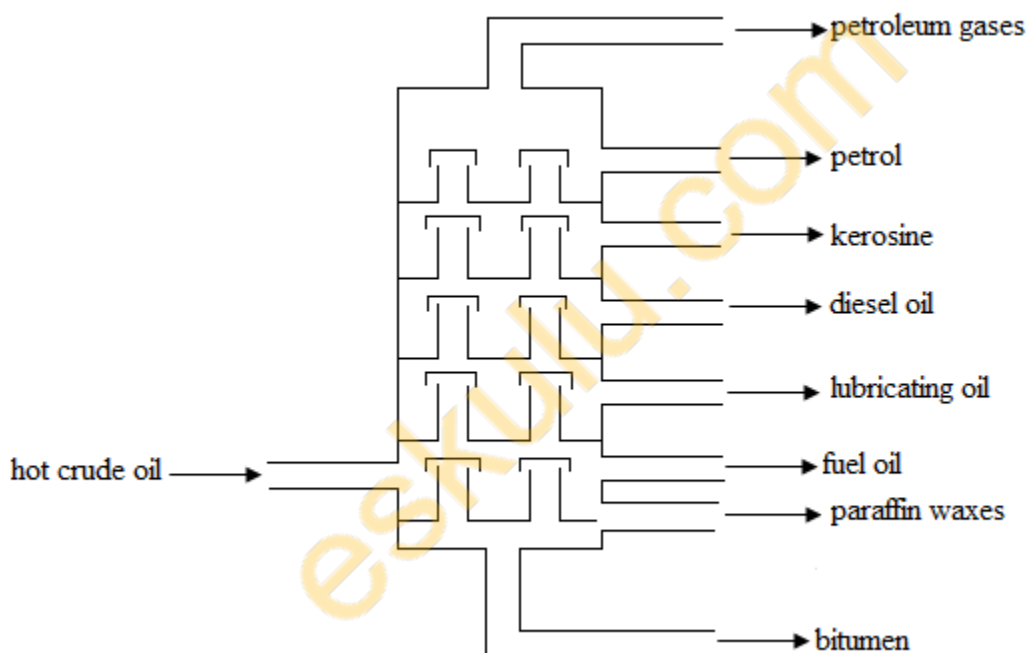 petroleum gases
petrol
kerosine
diesel oil
lubricating oil
hot crude oil
fuel oil
paraffin waxes
bitumen
eskulu.com